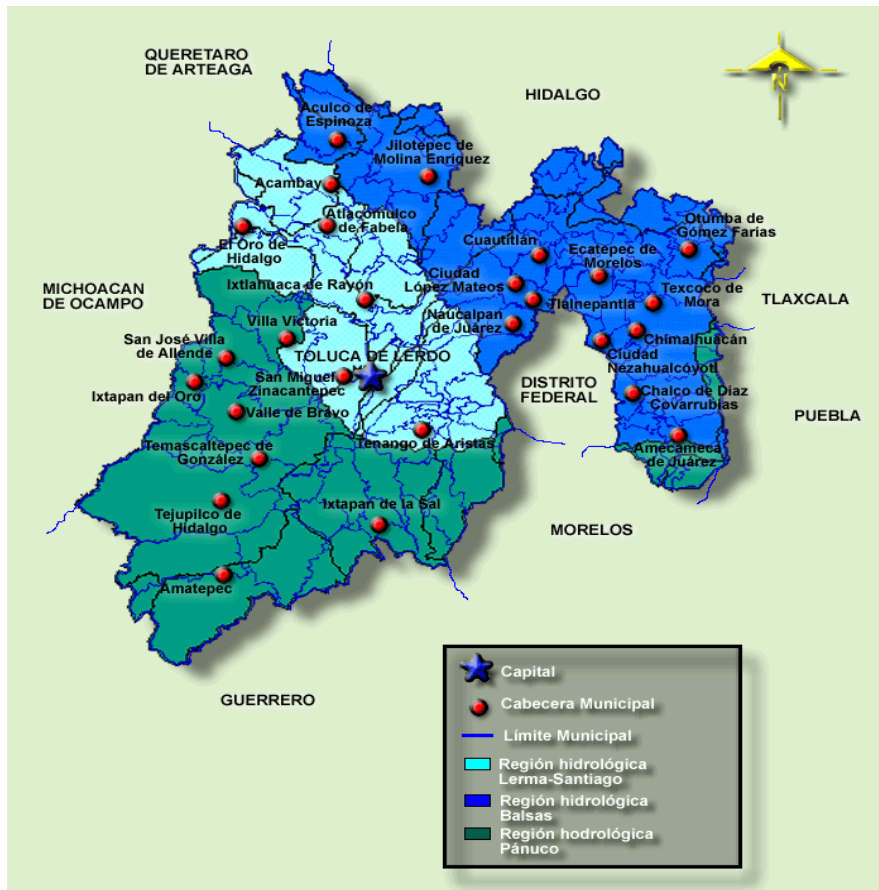 QUERETARO
DE ARTEAGA
HIDALGO
N
Aculco de
Espinoza
Jilotepec de
Molina Enríquez
Acambay
Atlacomulco
de Fabela
Otumba de
Gómez Farías
El Oro de
Hidalgo
Cuautitlán
Ecatepec de
Morelos
MICHOACAN
DE OCAMPO
Ixtlahuaca de Rayón
Ciudad
López Mateos
Tlalnepantla
Texcoco de
Mora
TLAXCALA
Villa Victoria
Naucalpan
de Juárez
San José Villa
de Allende
TOLUCA DE LERDO
Chimalhuacán
Ciudad
Nezahualcóyotl
San Miguel
Zinacantepec
Ixtapan del Oro
DISTRITO
FEDERAL
Chalco de Díaz
Covarrubias
Valle de Bravo
PUEBLA
Temascaltepec de
González
Tenango de Aristas
Amecameca
de Juárez
Tejupilco de
Hidalgo
Ixtapan de la Sal
MORELOS
Amatepec
GUERRERO
Capital
Cabecera Municipal
Límite Municipal
Región hidrológica
Lerma-Santiago
Región hidrológica
Balsas
Región hodrológica
Pánuco